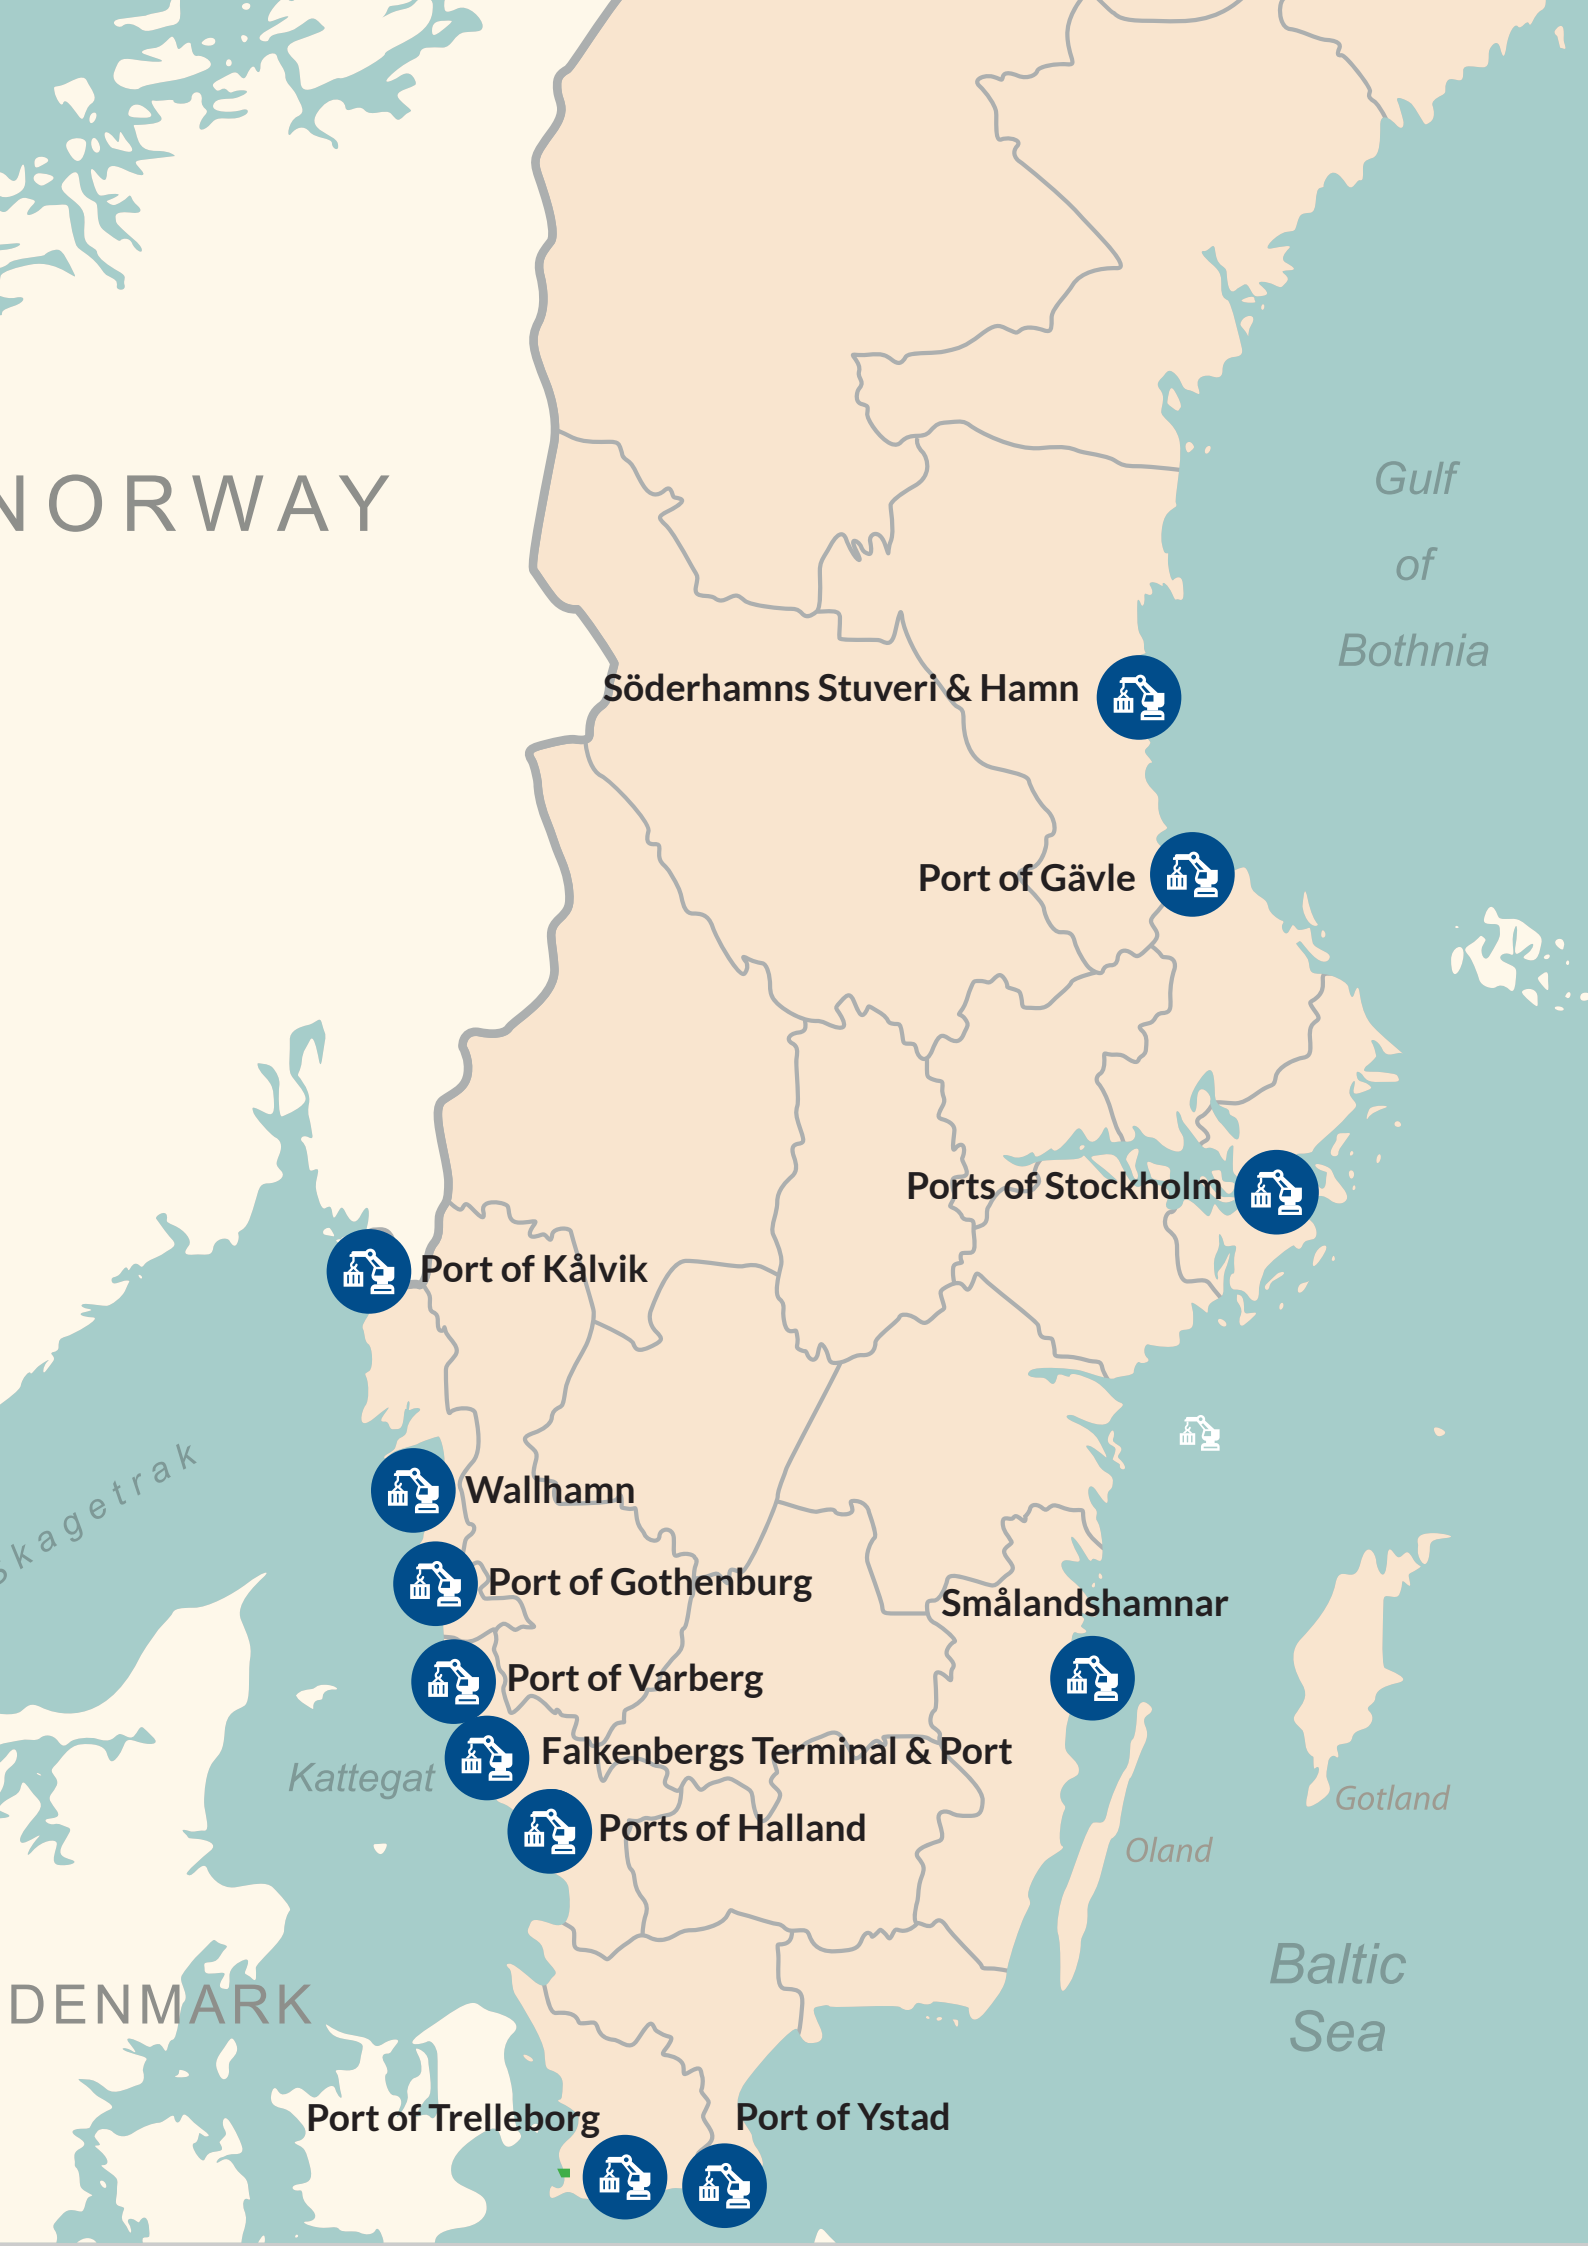 NORWAY
Gulf
of
Bothnia
Söderhamns Stuveri & Hamn
Port of Gävle
Ports of Stockholm
Port of Kålvik
Skagetrak
Wallhamn
Port of Gothenburg
Smålandshamnar
Port of Varberg
Falkenbergs Terminal & Port
Kattegat
Gotland
Ports of Halland
Oland
Baltic
Sea
DENMARK
Port of Trelleborg
Port of Ystad